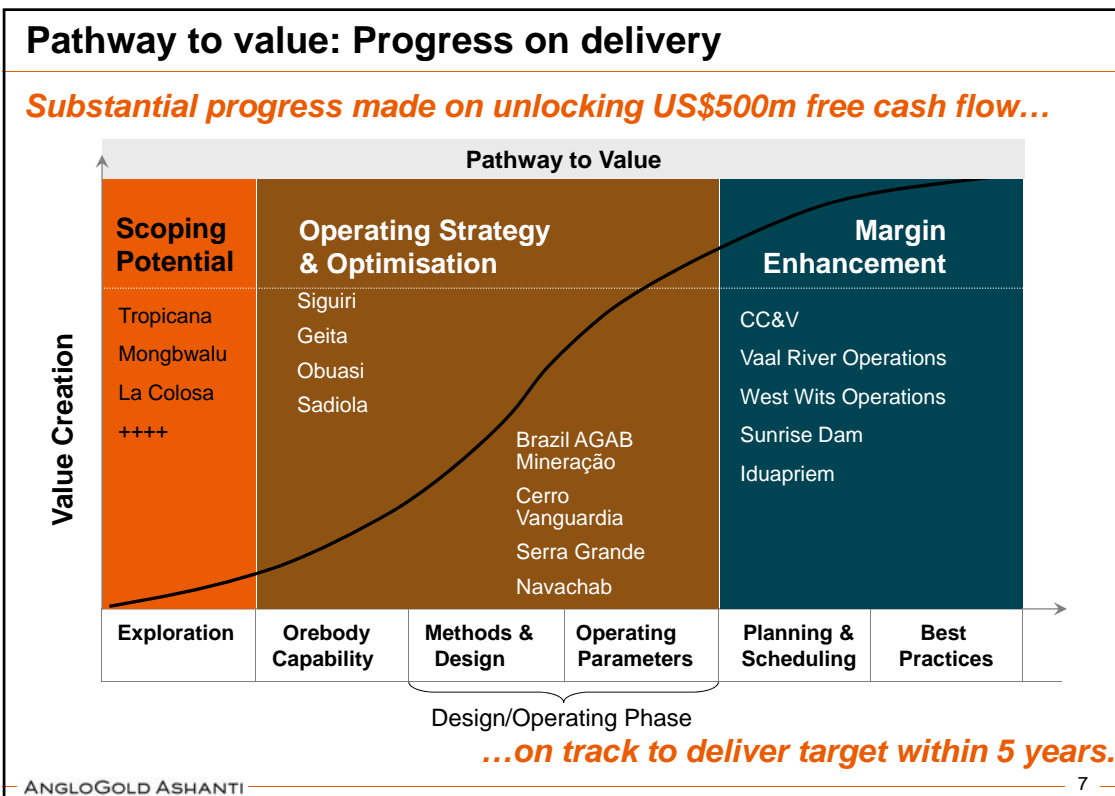 Pathway to value: Progress on delivery
Substantial progress made on unlocking US$500m free cash flow…
Pathway to Value
Value Creation
Scoping
Potential
Tropicana
Mongbwalu
La Colosa
++++
Operating Strategy
& Optimisation
Siguiri
Geita
Obuasi
Sadiola
Brazil AGAB
Mineração
Cerro
Vanguardia
Serra Grande
Navachab
Margin
Enhancement
CC&V
Vaal River Operations
West Wits Operations
Sunrise Dam
Iduapriem
Exploration
Orebody
Capability
Methods &
Design
Operating
Parameters
Planning &
Scheduling
Best
Practices
Design/Operating Phase
…on track to deliver target within 5 years.
ANGLOGOLD ASHANTI
7